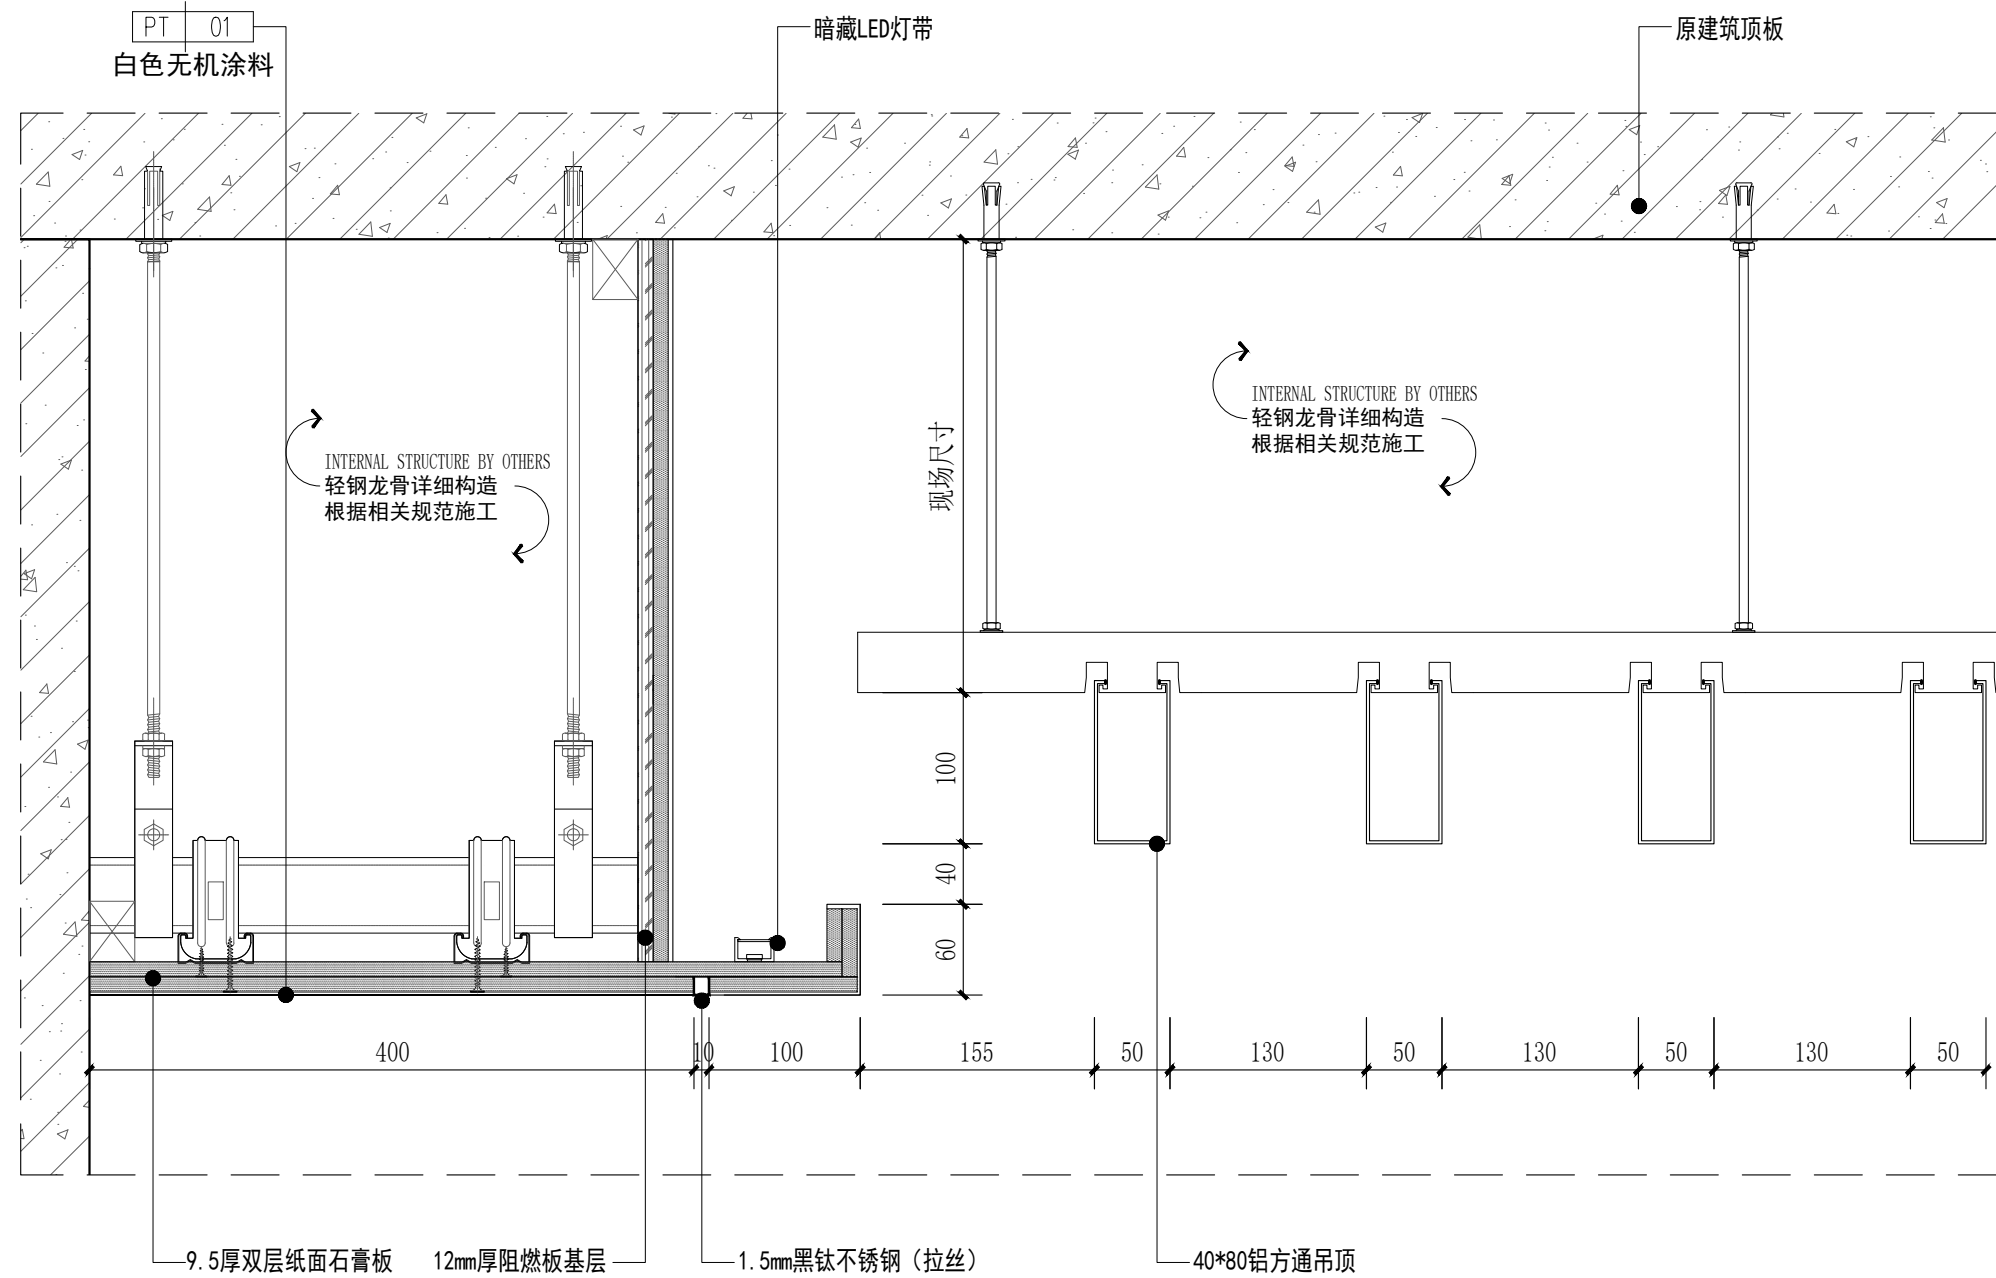 PT 01
白色无机涂料
暗藏LED灯带
原建筑顶板
INTERNAL STRUCTURE BY OTHERS
轻钢龙骨详细构造
根据相关规范施工
INTERNAL STRUCTURE BY OTHERS
轻钢龙骨详细构造
根据相关规范施工
现场尺寸
100
40
60
400
10
100
155
50
130
50
130
50
130
50
9.5厚双层纸面石膏板
12mm厚阻燃板基层
1.5mm黑钛不锈钢（拉丝）
40*80铝方通吊顶